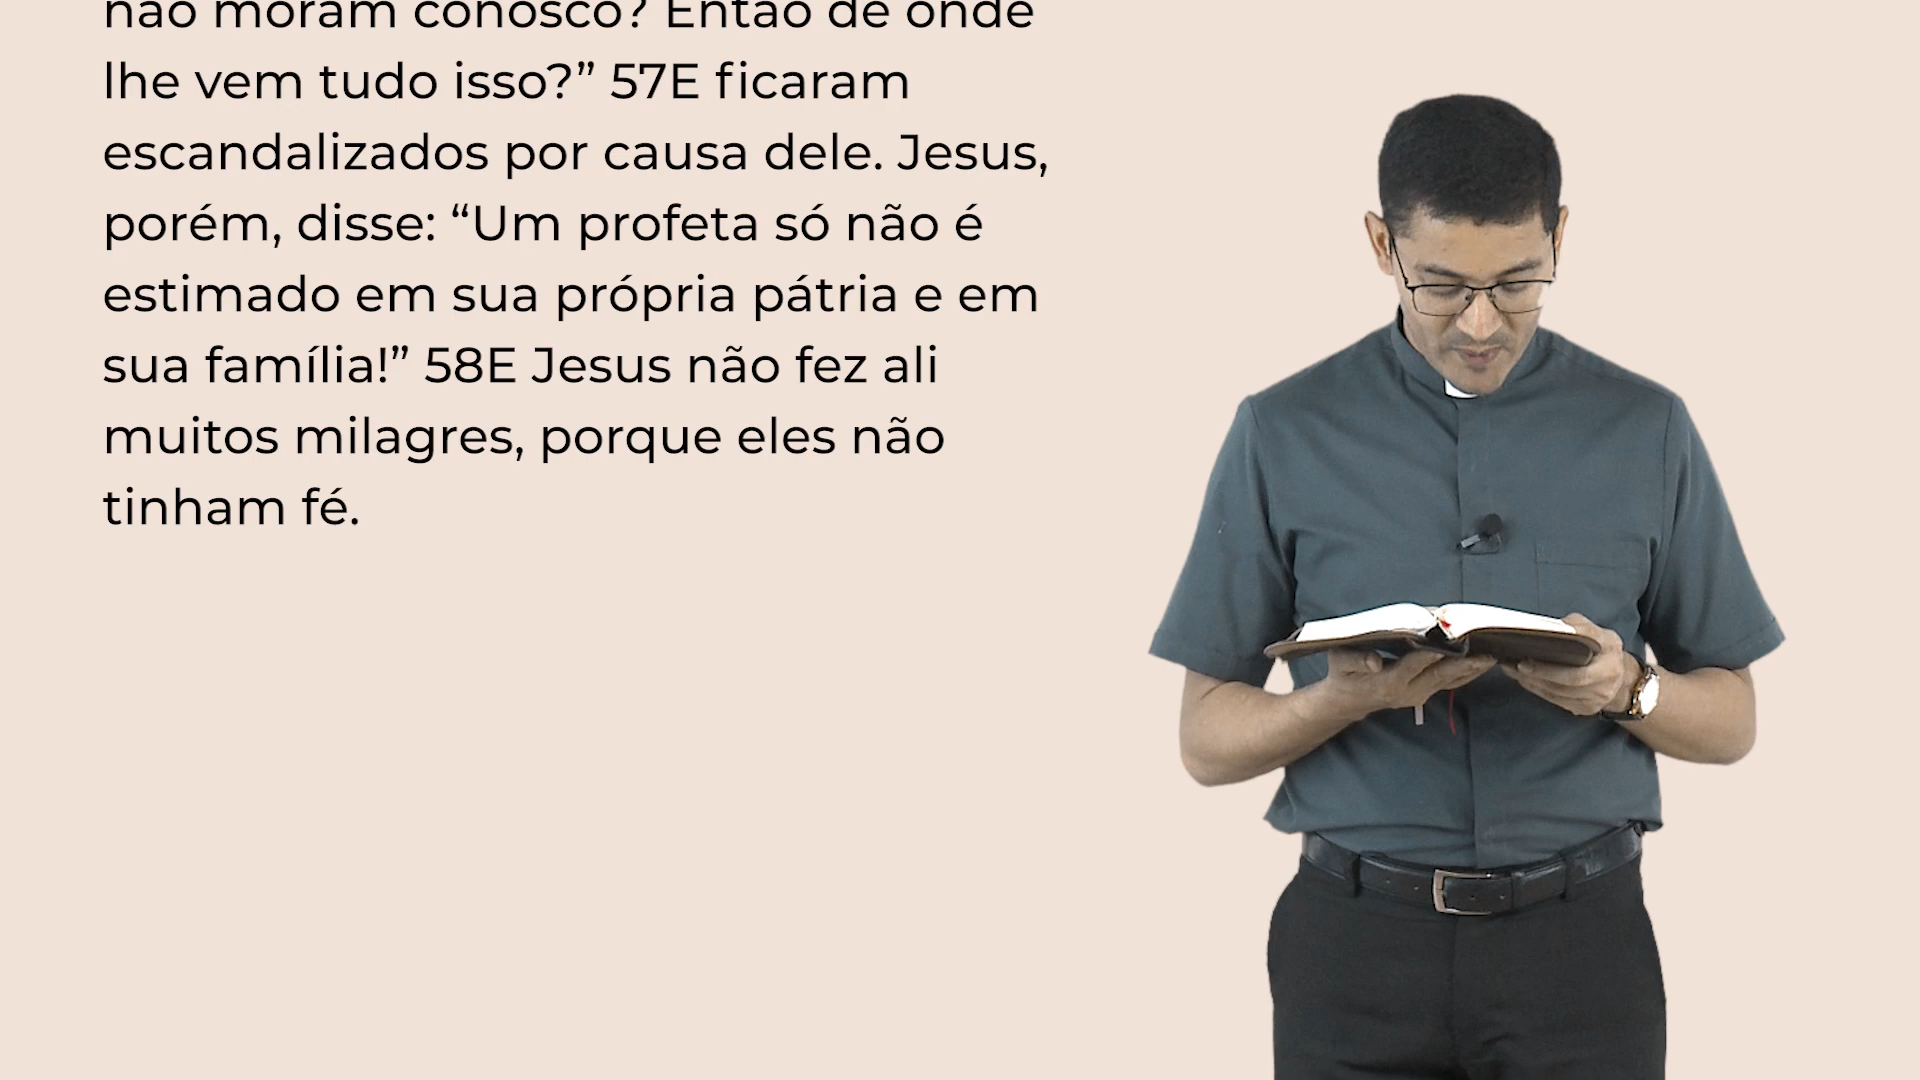 não moram conosco? Então de onde
lhe vem tudo isso?” 57E ficaram
escandalizados por causa dele. Jesus,
porém, disse: “Um profeta só não é
estimado em sua própria pátria e em
sua família!” 58E Jesus não fez ali
muitos milagres, porque eles não
tinham fé.